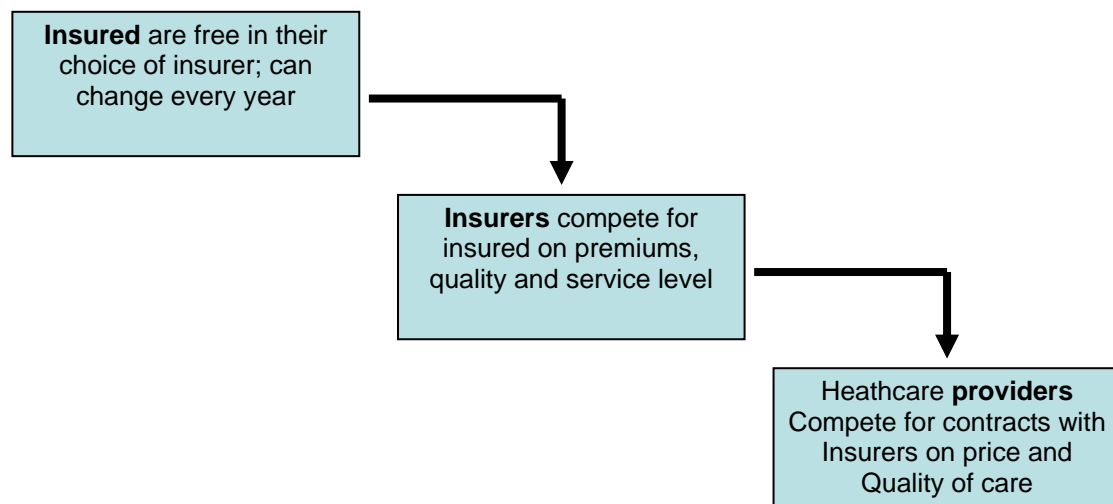 Insured are free in their
choice of insurer; can
change every year
Insurers compete for
insured on premiums,
quality and service level
Heathcare providers
Compete for contracts with
Insurers on price and
Quality of care